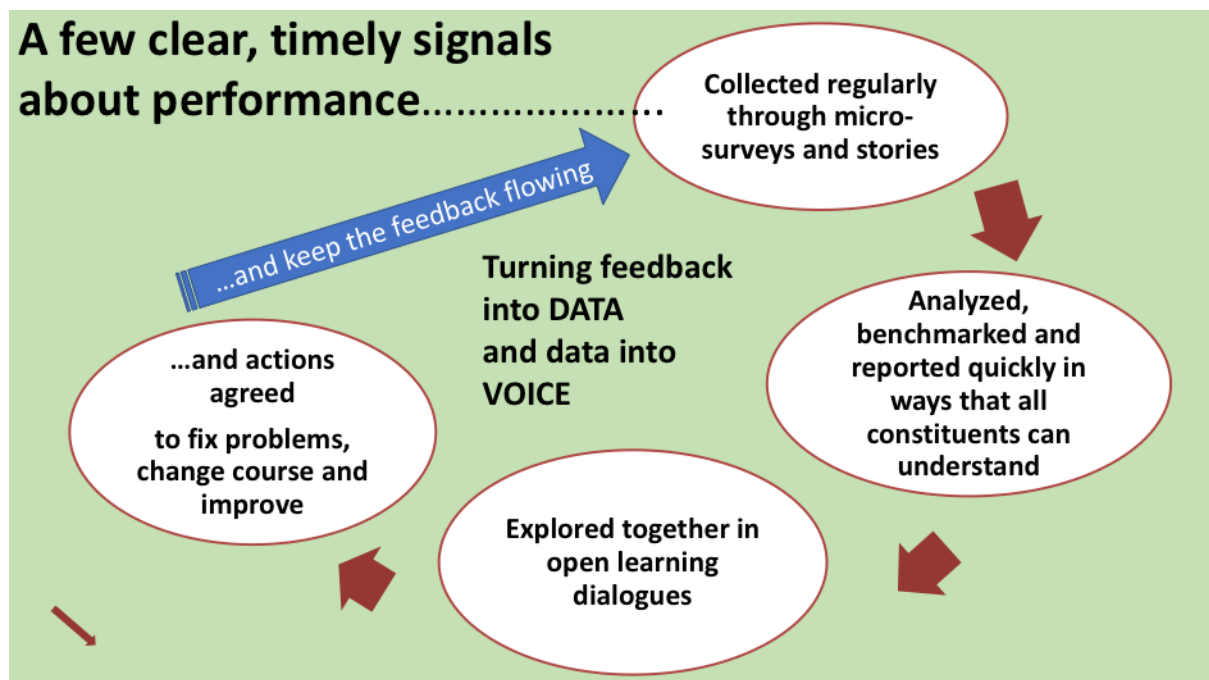 A few clear, timely signals
about performance…………………
Collected regularly
through micro-
surveys and stories
…and keep the feedback flowing
Turning feedback
into DATA
and data into
VOICE
Analyzed,
benchmarked and
reported quickly in
ways that all
constituents can
understand
Explored together in
open learning
dialogues
…and actions
agreed
to fix problems,
change course and
improve